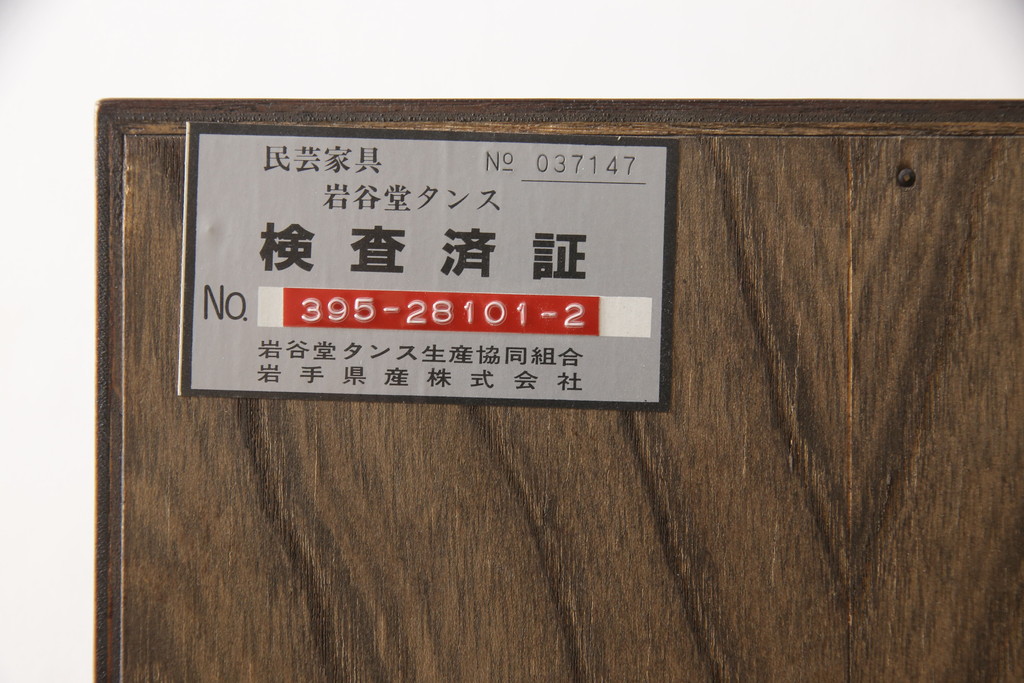 民芸家具 № 037147
岩谷堂タンス
検査済証
No. 395-28101-2
岩谷堂タンス生産協同組合
岩手県産株式会社